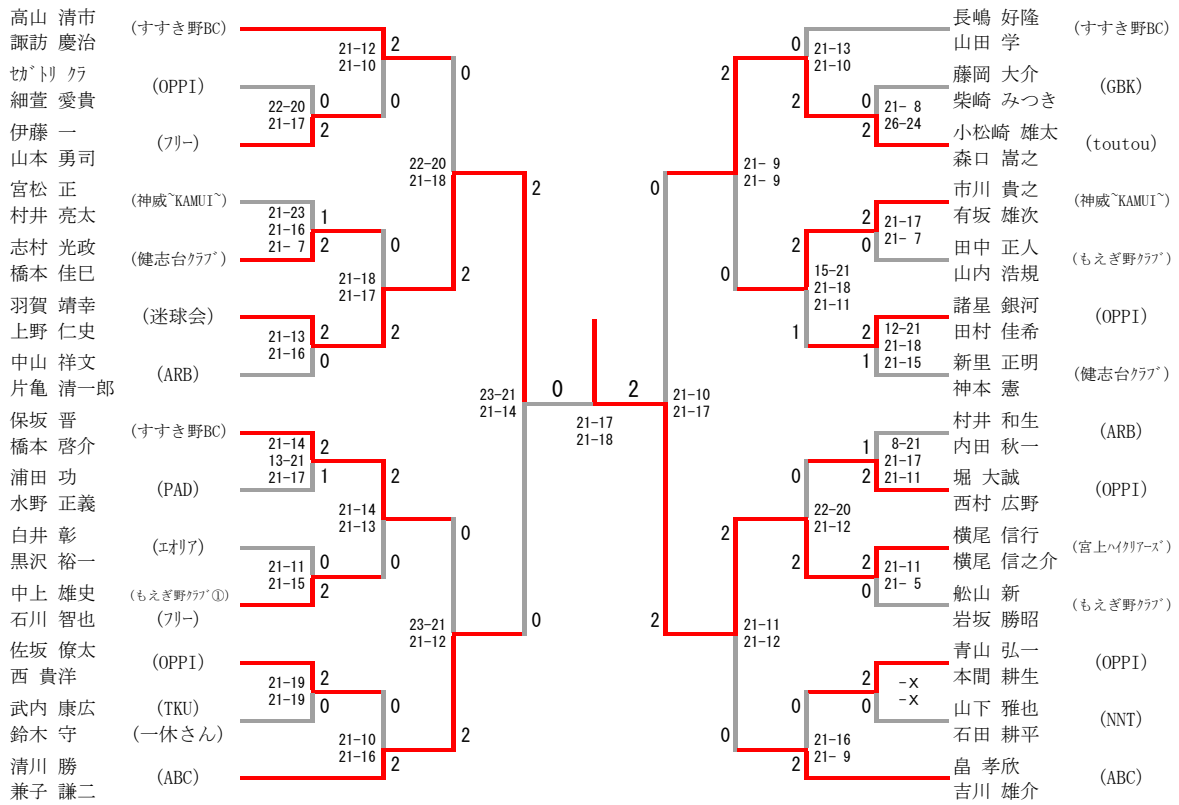 高山 清市
諏訪 慶治
(すすき野BC)
ｾｶﾞﾄﾘ ｸﾗ
細萱 愛貴
(OPPI)
伊藤 一
山本 勇司
(ﾌﾘｰ)
宮松 正
村井 亮太
(神威~KAMUI~)
志村 光政
橋本 佳巳
(健志台ｸﾗﾌﾞ)
羽賀 靖幸
上野 仁史
(迷球会)
中山 祥文
片亀 清一郎
(ARB)
保坂 晋
橋本 啓介
(すすき野BC)
浦田 功
水野 正義
(PAD)
白井 彰
黒沢 裕一
(ｴｵﾘｱ)
中上 雄史
石川 智也
(もえぎ野ｸﾗﾌﾞ①)
(ﾌﾘｰ)
佐坂 僚太
西 貴洋
(OPPI)
武内 康広
鈴木 守
(TKU)
(一休さん)
清川 勝
兼子 謙二
(ABC)
21-12
21-10
2
0
22-20
21-17
0
2
21-23
21-16
21- 7
1
2
21-18
21-17
0
2
21-13
21-16
2
0
22-20
21-18
0
2
21-14
13-21
21-17
2
1
21-14
21-13
2
0
21-11
21-15
0
2
23-21
21-12
0
2
21-19
21-19
2
0
21-10
21-16
0
2
23-21
21-14
2
0
0
2
21-17
21-18
21-10
21-17
0
2
21- 9
21- 9
2
0
21-13
21-10
0
2
21- 8
26-24
0
2
21-17
21- 7
2
0
15-21
21-18
21-11
2
1
12-21
21-18
21-15
2
1
8-21
21-17
21-11
1
2
22-20
21-12
0
2
21-11
21- 5
2
0
21-11
21-12
2
0
-X
-X
2
0
21-16
21- 9
0
2
長嶋 好隆
山田 学
(すすき野BC)
藤岡 大介
柴崎 みつき
(GBK)
小松崎 雄太
森口 嵩之
(toutou)
市川 貴之
有坂 雄次
(神威~KAMUI~)
田中 正人
山内 浩規
(もえぎ野ｸﾗﾌﾞ)
諸星 銀河
田村 佳希
(OPPI)
新里 正明
神本 憲
(健志台ｸﾗﾌﾞ)
村井 和生
内田 秋一
(ARB)
堀 大誠
西村 広野
(OPPI)
横尾 信行
横尾 信之介
(宮上ﾊｲｸﾘｱｰｽﾞ)
舩山 新
岩坂 勝昭
(もえぎ野ｸﾗﾌﾞ)
青山 弘一
本間 耕生
(OPPI)
山下 雅也
石田 耕平
(NNT)
畠 孝欣
吉川 雄介
(ABC)